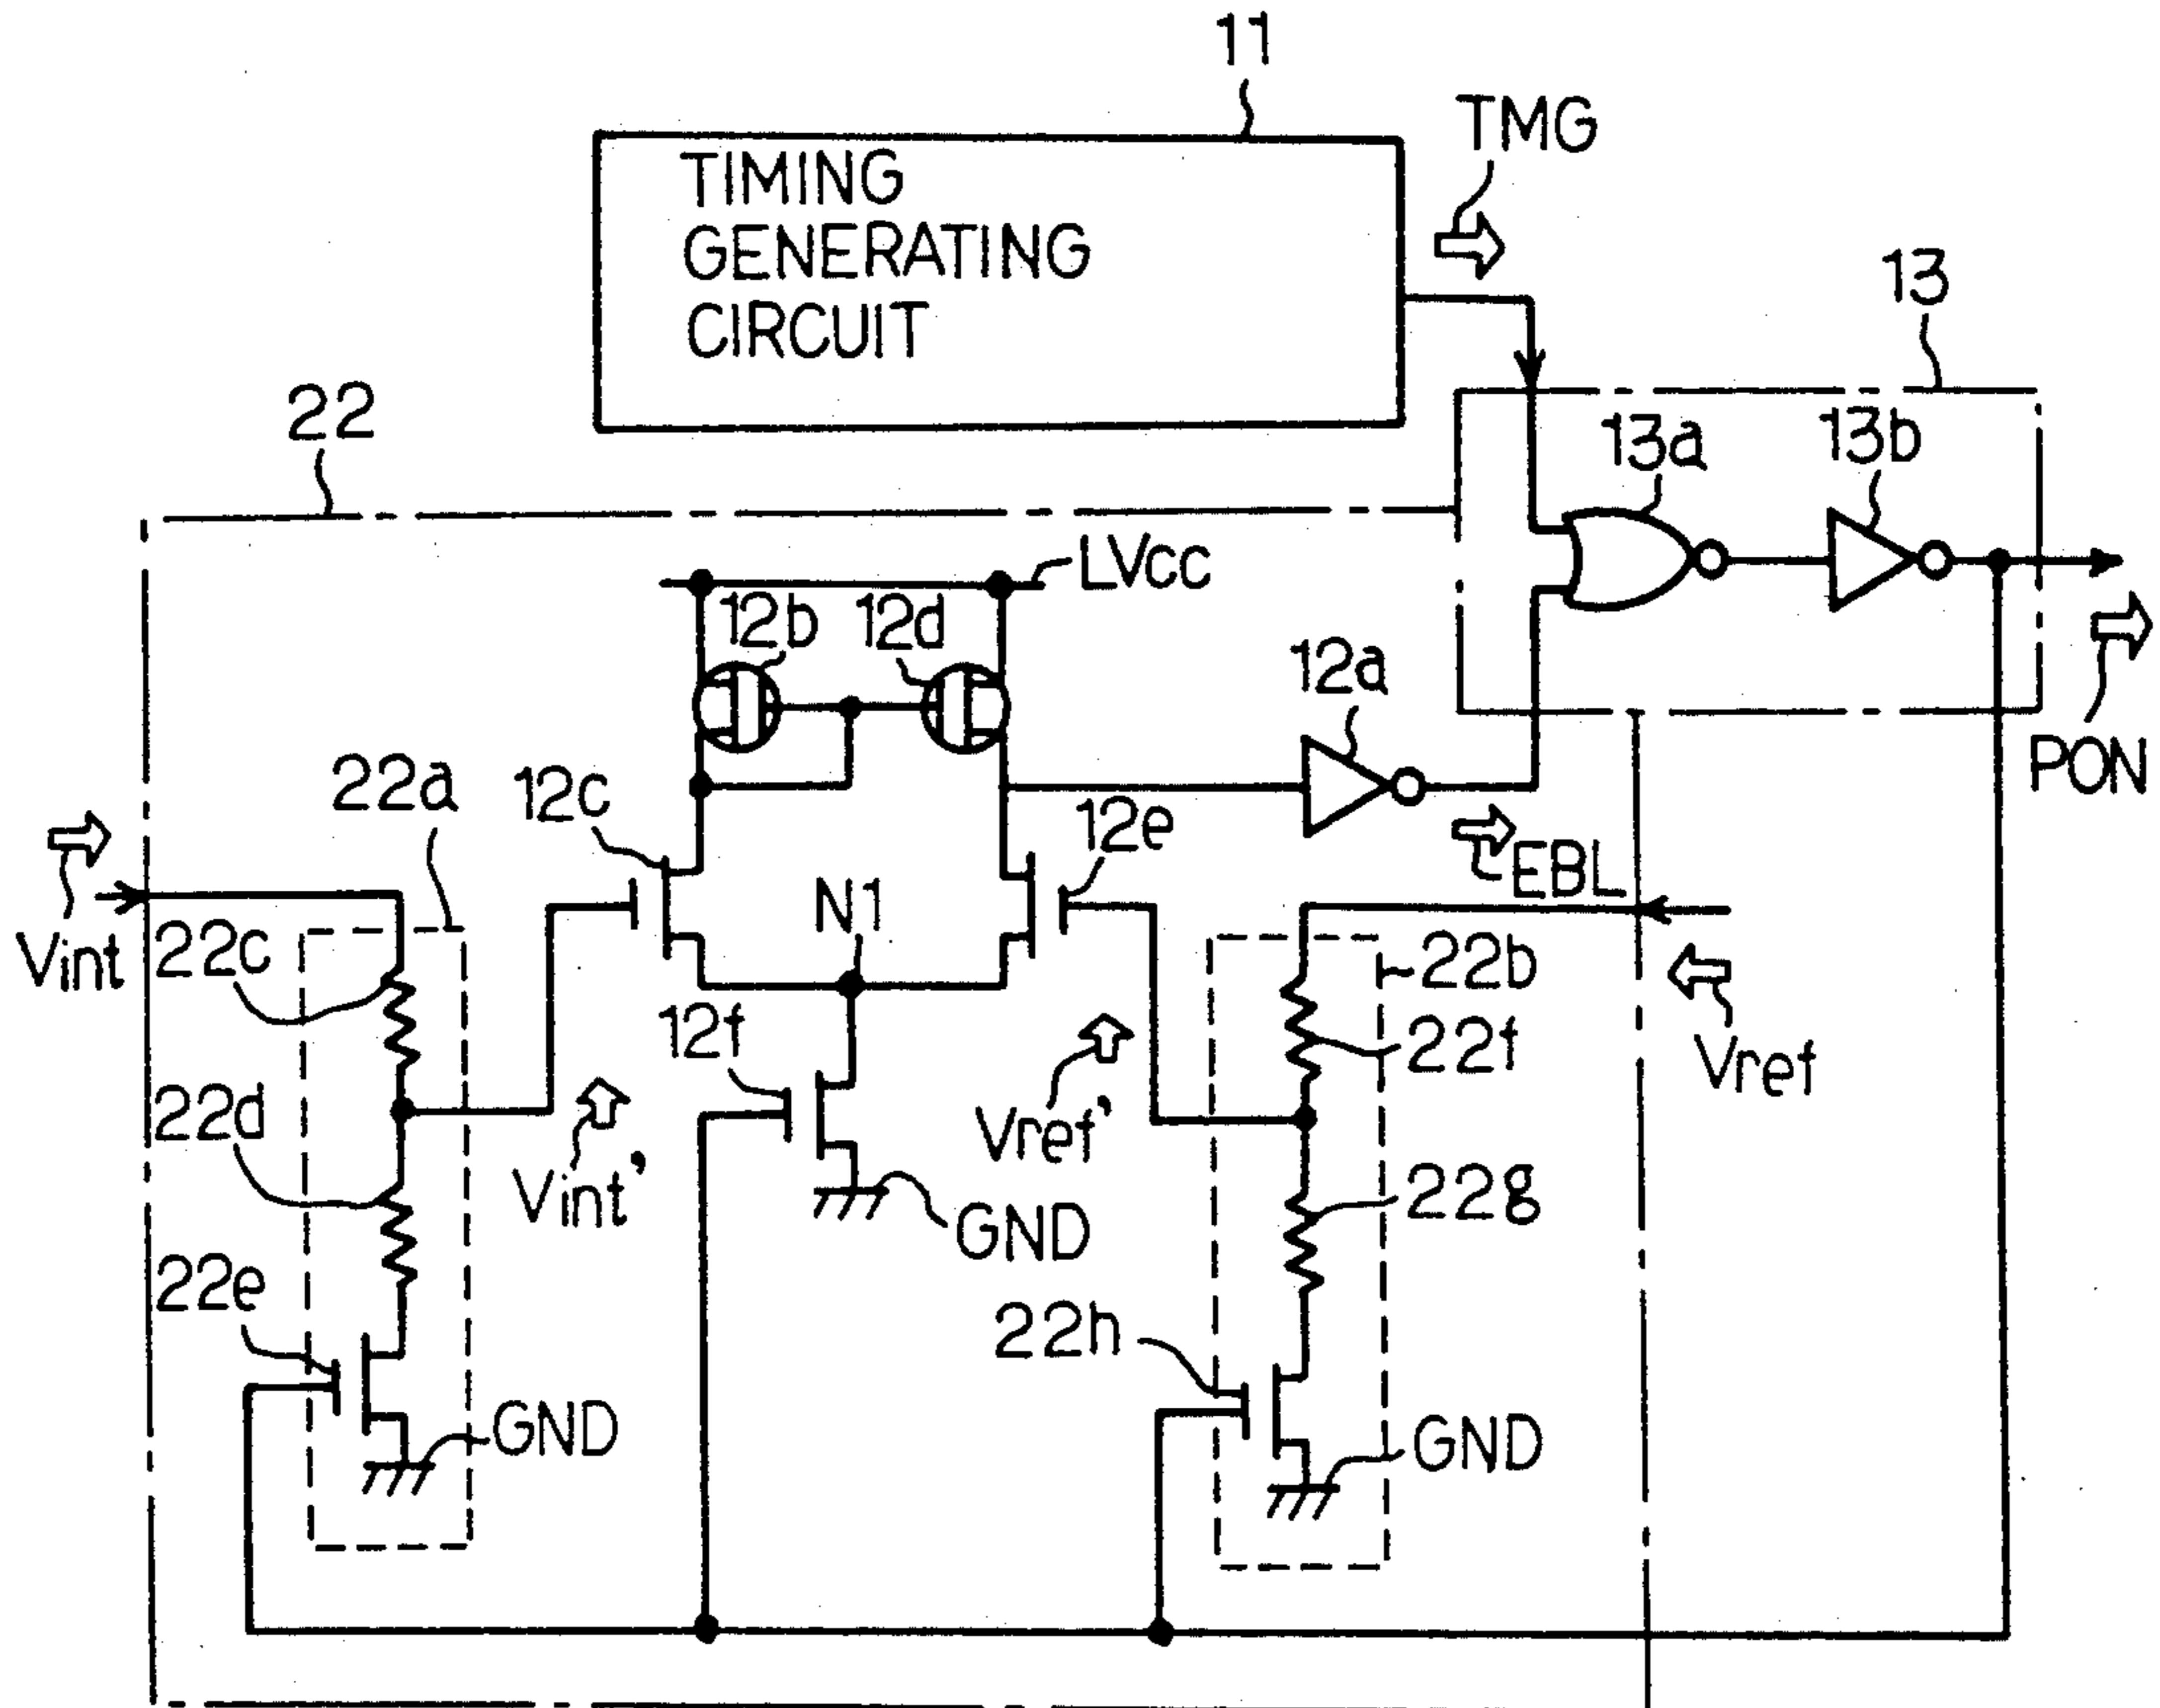 11
TMG
TIMING
GENERATING
CIRCUIT
13
22
13a
13b
LVcc
12b
12d
12a
PON
22a
12c
12e
EBL
Vint
22c
N1
22b
12f
22f
Vref
22d
Vint'
Vref'
22g
GND
22e
22h
GND
GND